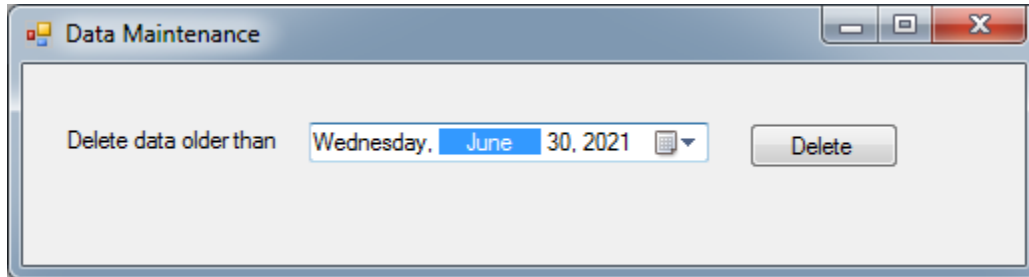 Data Maintenance
Delete data older than Wednesday, June 30, 2021 Delete